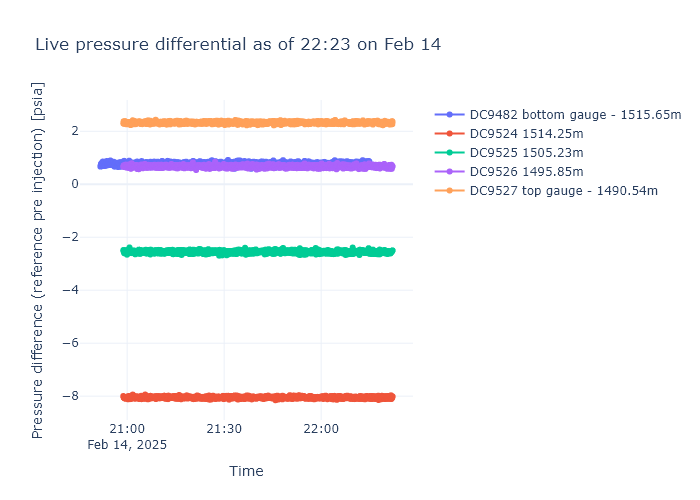 Live pressure differential as of 22:23 on Feb 14
Pressure difference (reference pre injection) [psia]
2
0
−2
−4
−6
−8
21:00
Feb 14, 2025
21:30
22:00
Time
DC9482 bottom gauge - 1515.65m
DC9524 1514.25m
DC9525 1505.23m
DC9526 1495.85m
DC9527 top gauge - 1490.54m